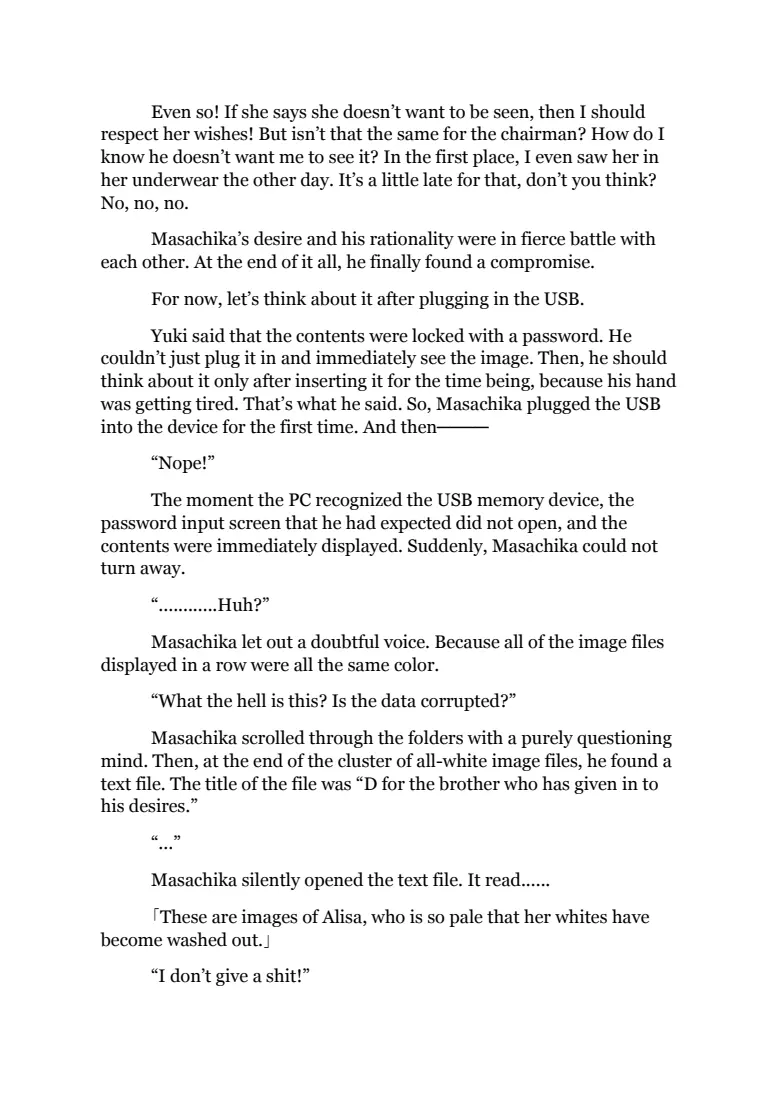 Even so! If she says she doesn’t want to be seen, then I should
respect her wishes! But isn’t that the same for the chairman? How do I
know he doesn’t want me to see it? In the first place, I even saw her in
her underwear the other day. It’s a little late for that, don’t you think?
No, no, no.
Masachika’s desire and his rationality were in fierce battle with
each other. At the end of it all, he finally found a compromise.
For now, let’s think about it after plugging in the USB.
Yuki said that the contents were locked with a password. He
couldn’t just plug it in and immediately see the image. Then, he should
think about it only after inserting it for the time being, because his hand
was getting tired. That’s what he said. So, Masachika plugged the USB
into the device for the first time. And then───
“Nope!”
The moment the PC recognized the USB memory device, the
password input screen that he had expected did not open, and the
contents were immediately displayed. Suddenly, Masachika could not
turn away.
“…………Huh?”
Masachika let out a doubtful voice. Because all of the image files
displayed in a row were all the same color.
“What the hell is this? Is the data corrupted?”
Masachika scrolled through the folders with a purely questioning
mind. Then, at the end of the cluster of all-white image files, he found a
text file. The title of the file was “D for the brother who has given in to
his desires.”
“…”
Masachika silently opened the text file. It read……
「These are images of Alisa, who is so pale that her whites have
become washed out.」
“I don’t give a shit!”